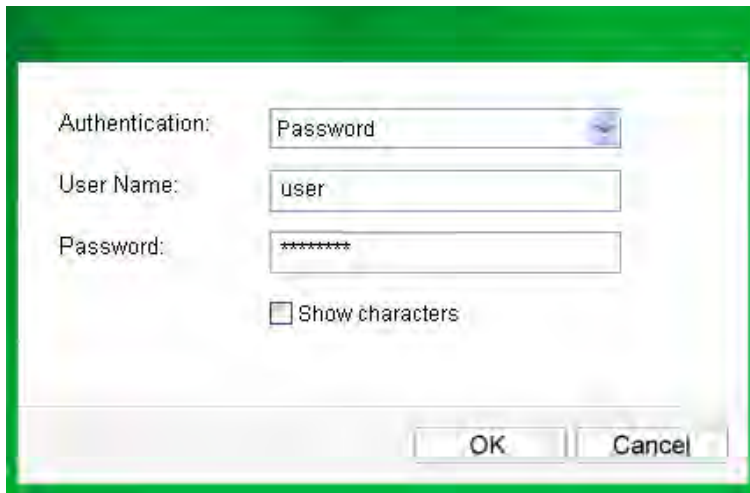 Authentication: Password
User Name: user
Password: ********
Show characters
OK Cancel